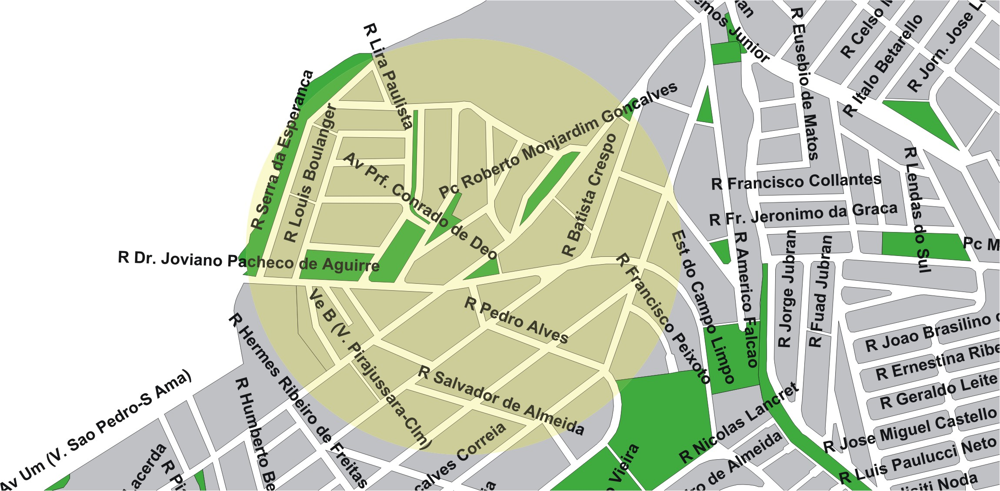 R Lira Paulista
Junior
R Eusebio de Matos
R Celso
R Italo Betarello
R Jorn. Jose
R Serra da Esperanca
R Louis Boulanger
Av Prf. Conrado de Deo
Pc Roberto Monjardim Goncalves
R Batista Crespo
R Francisco Collantes
R Fr. Jeronimo da Graca
R Lendas do Sul
Pc
R Dr. Joviano Pacheco de Aguirre
Est do Campo Limpo
R Americo Falcao
R Jorge Jubran
R Fuad Jubran
R Francisco Peixoto
R Pedro Alves
Ve B (V. Pirajussara-Clm)
R Hermes Ribeiro de Freitas
R Joao Brasilino
R Ernestina
R Geraldo Leite
R Salvador de Almeida
R Humberto
Av Um (V. Sao Pedro-S Ama)
R Nicolas Lancret
R Jose Miguel Castello
R Luis Paulucci Neto
Correia
Lacerda
Vieira
de Almeida
Noda